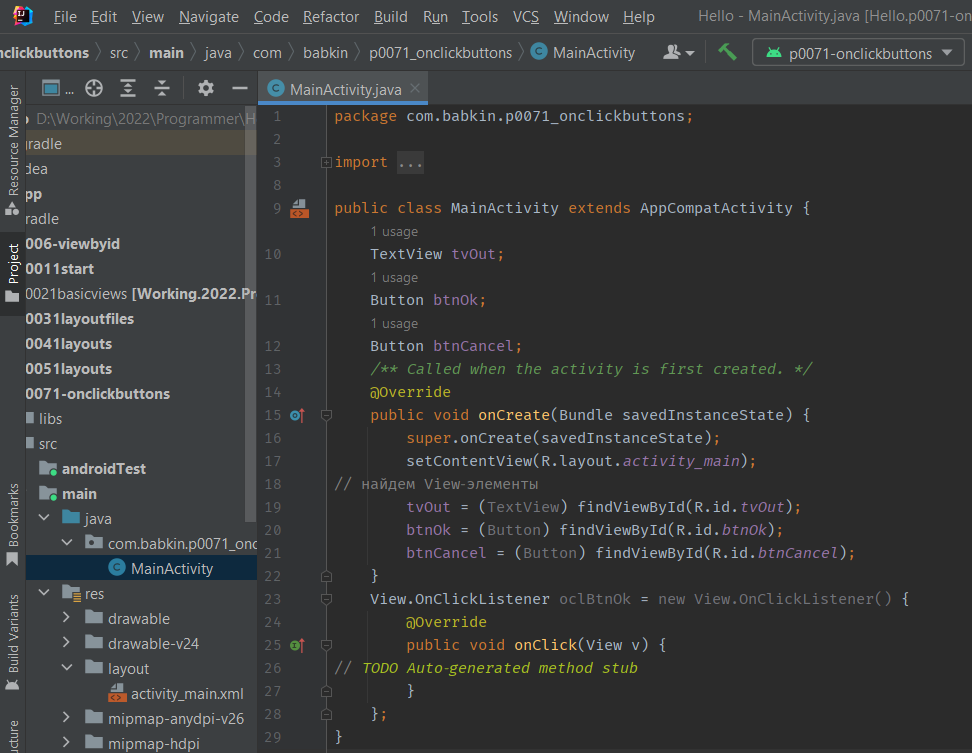 File Edit View Navigate Code Refactor Build Run Tools VCS Window Help Hello - MainActivity.java [Hello.p0071-on
nclickbuttons src main java com babkin p0071_onclickbuttons MainActivity p0071-onclickbuttons
... MainActivity.java
Resource Manager
Project
Bookmarks
Build Variants
ucture
D:\Working\2022\Programmer\H
radle
dea
pp
radle
006-viewbyid
0011start
0021basicviews [Working.2022.Pr
0031layoutfiles
0041layouts
0051layouts
0071-onclickbuttons
libs
src
androidTest
main
java
com.babkin.p0071_onc
MainActivity
res
drawable
drawable-v24
layout
activity_main.xml
mipmap-anydpi-v26
mipmap-hdpi
1 package com.babkin.p0071_onclickbuttons;
2
3 import ...
8
9 public class MainActivity extends AppCompatActivity {
1 usage
10 TextView tvOut;
1 usage
11 Button btnOk;
1 usage
12 Button btnCancel;
13 /** Called when the activity is first created. */
14 @Override
15 public void onCreate(Bundle savedInstanceState) {
16 super.onCreate(savedInstanceState);
17 setContentView(R.layout.activity_main);
18 // найдем View-элементы
19 tvOut = (TextView) findViewById(R.id.tvOut);
20 btnOk = (Button) findViewById(R.id.btnOk);
21 btnCancel = (Button) findViewById(R.id.btnCancel);
22 }
23 View.OnClickListener oclBtnOk = new View.OnClickListener() {
24 @Override
25 public void onClick(View v) {
26 // TODO Auto-generated method stub
27 }
28 };
29 }